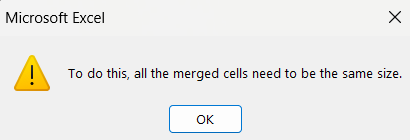 Microsoft Excel
To do this, all the merged cells need to be the same size.
OK